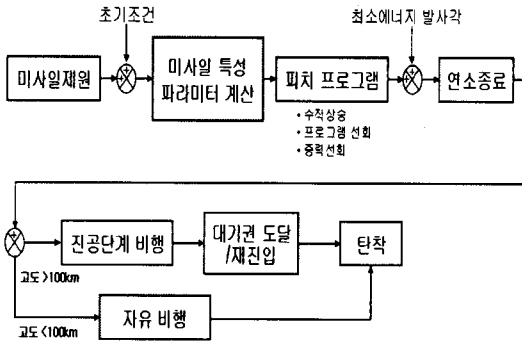 초기조건
최소에너지 발사각
미사일재원
미사일 특성
파라미터 계산
피치 프로그램
연소종료
• 수직상승
• 프로그램 선회
• 중력선회
진공단계 비행
대기권 도달
/재진입
탄착
고도 >100km
자유 비행
고도 <100km